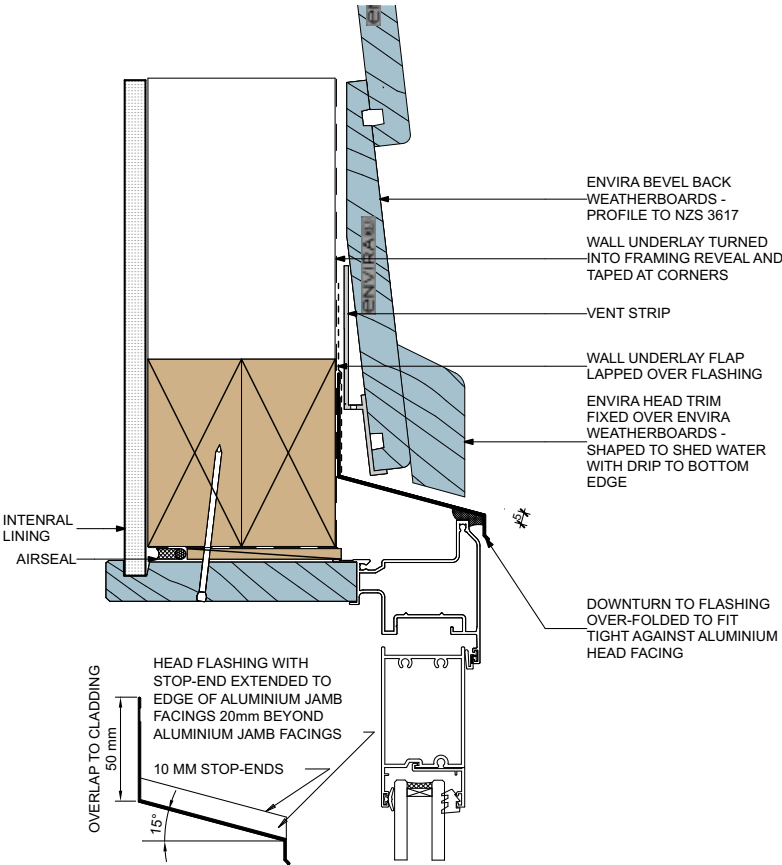 ENVIRA BEVEL BACK
WEATHERBOARDS -
PROFILE TO NZS 3617
WALL UNDERLAY TURNED
INTO FRAMING REVEAL AND
TAPED AT CORNERS
VENT STRIP
WALL UNDERLAY FLAP
LAPPED OVER FLASHING
ENVIRA HEAD TRIM
FIXED OVER ENVIRA
WEATHERBOARDS -
SHAPED TO SHED WATER
WITH DRIP TO BOTTOM
EDGE
ENVIRA
5
INTENRAL
LINING
AIRSEAL
DOWNTURN TO FLASHING
OVER-FOLDED TO FIT
TIGHT AGAINST ALUMINIUM
HEAD FACING
HEAD FLASHING WITH
STOP-END EXTENDED TO
EDGE OF ALUMINIUM JAMB
FACINGS 20mm BEYOND
ALUMINIUM JAMB FACINGS
10 MM STOP-ENDS
OVERLAP TO CLADDING
50 mm
15°